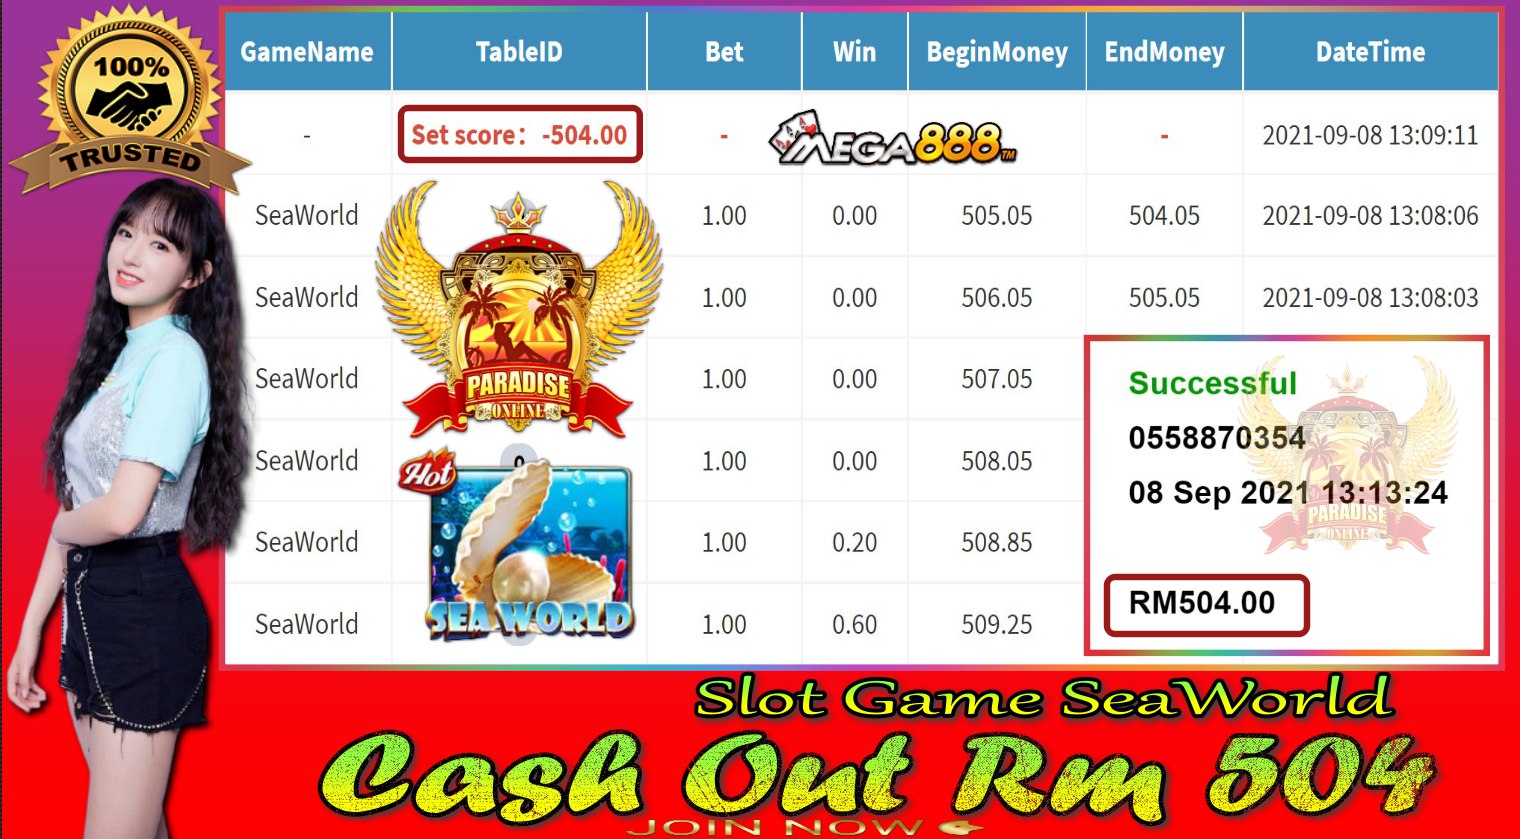 100%
TRUSTED
GameName TableID Bet Win BeginMoney EndMoney DateTime
- Set score: -504.00 - MEGA888 TM - 2021-09-08 13:09:11
SeaWorld 1.00 0.00 505.05 504.05 2021-09-08 13:08:06
SeaWorld 1.00 0.00 506.05 505.05 2021-09-08 13:08:03
SeaWorld 1.00 0.00 507.05
SeaWorld 0 1.00 0.00 508.05
SeaWorld 1.00 0.20 508.85
SeaWorld 1.00 0.60 509.25
PARADISE
ONLINE
Hot
SEA WORLD
Successful
0558870354
08 Sep 2021 13:13:24
PARADISE
ONLINE
RM504.00
Slot Game SeaWorld
Cash Out Rm 504
JOIN NOW